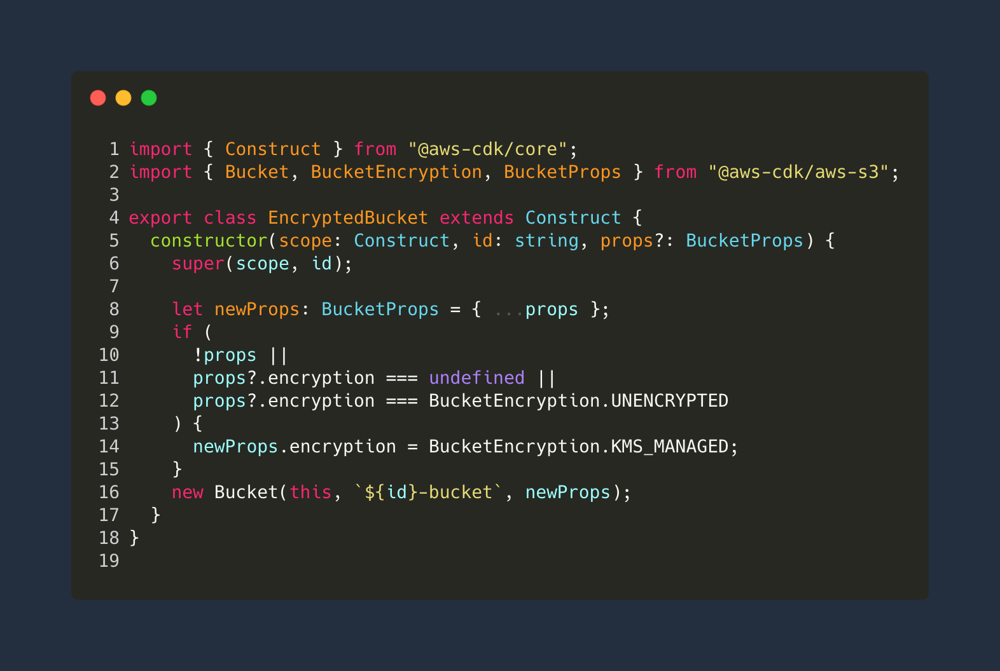 1 import { Construct } from "@aws-cdk/core";
2 import { Bucket, BucketEncryption, BucketProps } from "@aws-cdk/aws-s3";
3
4 export class EncryptedBucket extends Construct {
5   constructor(scope: Construct, id: string, props?: BucketProps) {
6     super(scope, id);
7
8     let newProps: BucketProps = { ...props };
9     if (
10       !props ||
11       props?.encryption === undefined ||
12       props?.encryption === BucketEncryption.UNENCRYPTED
13     ) {
14       newProps.encryption = BucketEncryption.KMS_MANAGED;
15     }
16     new Bucket(this, `${id}-bucket`, newProps);
17   }
18 }
19